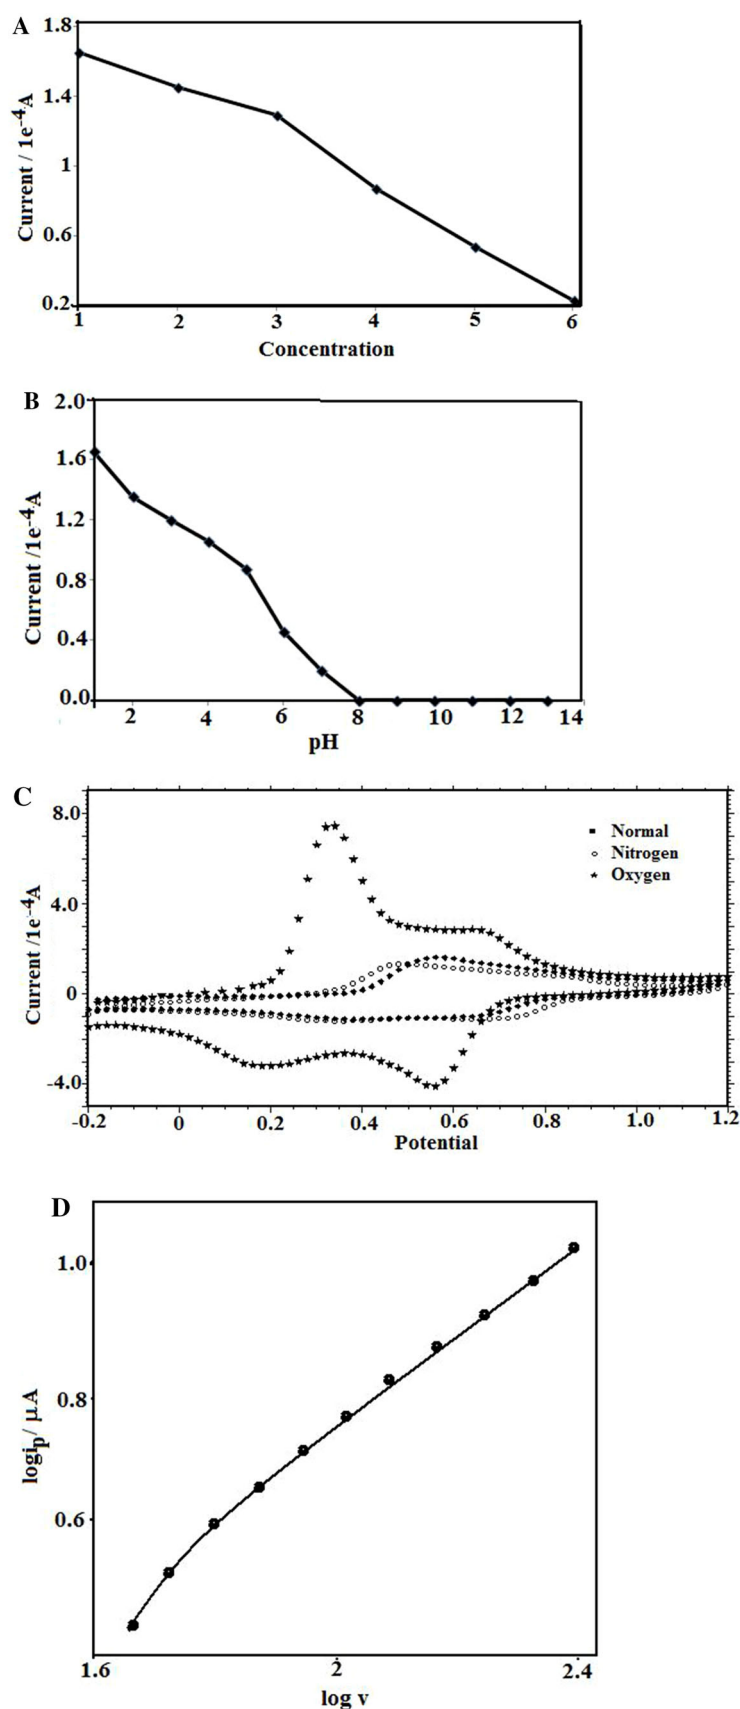 A
1.8
1.4
1
0.6
0.2
Current / 1e-4A
1 2 3 4 5 6
Concentration
B
2.0
1.6
1.2
0.8
0.4
0.0
Current /1e-4A
2 4 6 8 10 12 14
pH
C
8.0
4.0
0
-4.0
Current /1e-4A
Normal
Nitrogen
Oxygen
-0.2 0 0.2 0.4 0.6 0.8 1.0 1.2
Potential
D
1.0
0.8
0.6
logip/ μA
1.6 2 2.4
log v